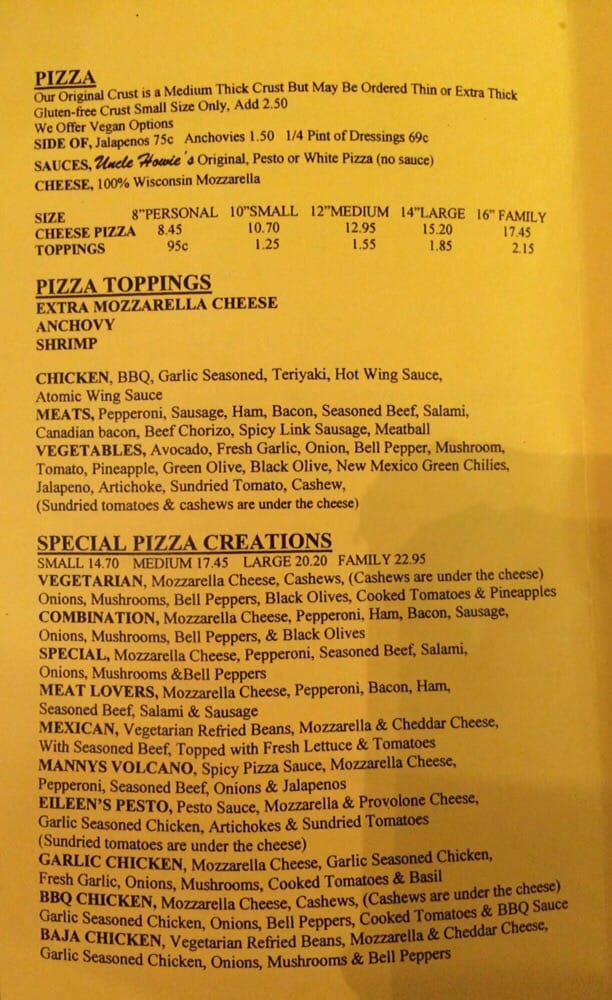 PIZZA
Our Original Crust is a Medium Thick Crust But May Be Ordered Thin or Extra Thick
Gluten-free Crust Small Size Only, Add 2.50
We Offer Vegan Options
SIDE OF, Jalapenos 75c Anchovies 1.50 1/4 Pint of Dressings 69c
SAUCES, Uncle Howie's Original, Pesto or White Pizza (no sauce)
CHEESE, 100% Wisconsin Mozzarella
SIZE 8"PERSONAL 10"SMALL 12"MEDIUM 14"LARGE 16" FAMILY
CHEESE PIZZA 8.45 10.70 12.95 15.20 17.45
TOPPINGS 95c 1.25 1.55 1.85 2.15
PIZZA TOPPINGS
EXTRA MOZZARELLA CHEESE
ANCHOVY
SHRIMP
CHICKEN, BBQ, Garlic Seasoned, Teriyaki, Hot Wing Sauce,
Atomic Wing Sauce
MEATS, Pepperoni, Sausage, Ham, Bacon, Seasoned Beef, Salami,
Canadian bacon, Beef Chorizo, Spicy Link Sausage, Meatball
VEGETABLES, Avocado, Fresh Garlic, Onion, Bell Pepper, Mushroom,
Tomato, Pineapple, Green Olive, Black Olive, New Mexico Green Chilies,
Jalapeno, Artichoke, Sundried Tomato, Cashew,
(Sundried tomatoes & cashews are under the cheese)
SPECIAL PIZZA CREATIONS
SMALL 14.70 MEDIUM 17.45 LARGE 20.20 FAMILY 22.95
VEGETARIAN, Mozzarella Cheese, Cashews, (Cashews are under the cheese)
Onions, Mushrooms, Bell Peppers, Black Olives, Cooked Tomatoes & Pineapples
COMBINATION, Mozzarella Cheese, Pepperoni, Ham, Bacon, Sausage,
Onions, Mushrooms, Bell Peppers, & Black Olives
SPECIAL, Mozzarella Cheese, Pepperoni, Seasoned Beef, Salami,
Onions, Mushrooms &Bell Peppers
MEAT LOVERS, Mozzarella Cheese, Pepperoni, Bacon, Ham,
Seasoned Beef, Salami & Sausage
MEXICAN, Vegetarian Refried Beans, Mozzarella & Cheddar Cheese,
With Seasoned Beef, Topped with Fresh Lettuce & Tomatoes
MANNYS VOLCANO, Spicy Pizza Sauce, Mozzarella Cheese,
Pepperoni, Seasoned Beef, Onions & Jalapenos
EILEEN'S PESTO, Pesto Sauce, Mozzarella & Provolone Cheese,
Garlic Seasoned Chicken, Artichokes & Sundried Tomatoes
(Sundried tomatoes are under the cheese)
GARLIC CHICKEN, Mozzarella Cheese, Garlic Seasoned Chicken,
Fresh Garlic, Onions, Mushrooms, Cooked Tomatoes & Basil
BBQ CHICKEN, Mozzarella Cheese, Cashews, (Cashews are under the cheese)
Garlic Seasoned Chicken, Onions, Bell Peppers, Cooked Tomatoes & BBQ Sauce
BAJA CHICKEN, Vegetarian Refried Beans, Mozzarella & Cheddar Cheese,
Garlic Seasoned Chicken, Onions, Mushrooms & Bell Peppers